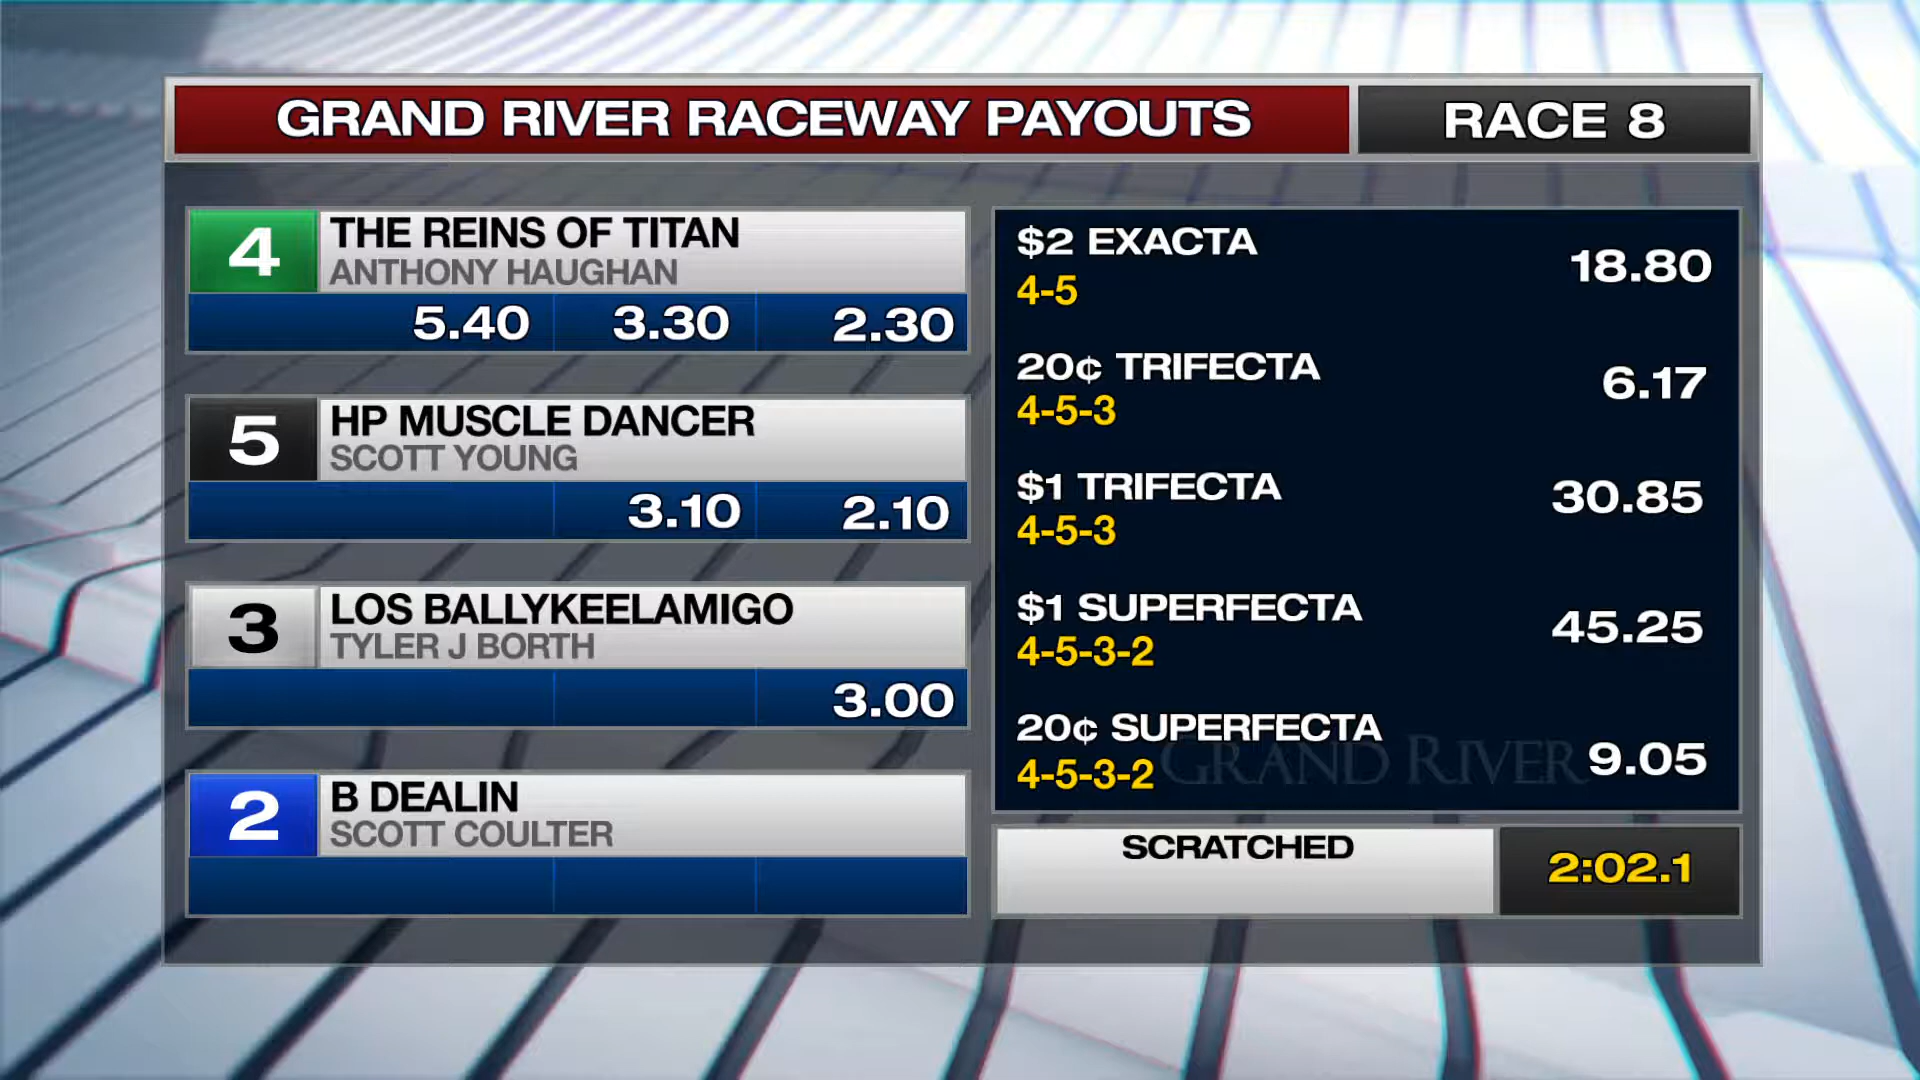 GRAND RIVER RACEWAY PAYOUTS
RACE 8
4
THE REINS OF TITAN
ANTHONY HAUGHAN
5.40 3.30 2.30
5
HP MUSCLE DANCER
SCOTT YOUNG
3.10 2.10
3
LOS BALLYKEELAMIGO
TYLER J BORTH
3.00
2
B DEALIN
SCOTT COULTER
$2 EXACTA
4-5
18.80
20¢ TRIFECTA
4-5-3
6.17
$1 TRIFECTA
4-5-3
30.85
$1 SUPERFECTA
4-5-3-2
45.25
20¢ SUPERFECTA
4-5-3-2
9.05
GRAND RIVER
SCRATCHED
2:02.1